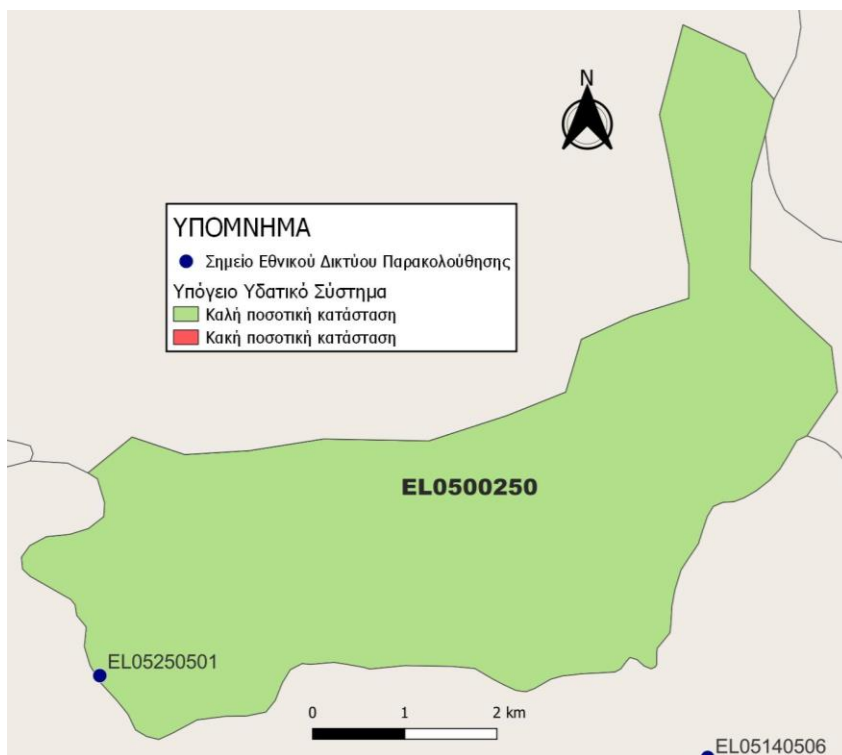 N
ΥΠΟΜΝΗΜΑ
Σημείο Εθνικού Δικτύου Παρακολούθησης
Υπόγειο Υδατικό Σύστημα
Καλή ποσοτική κατάσταση
Κακή ποσοτική κατάσταση
EL0500250
EL05250501
0 1 2 km
EL05140506